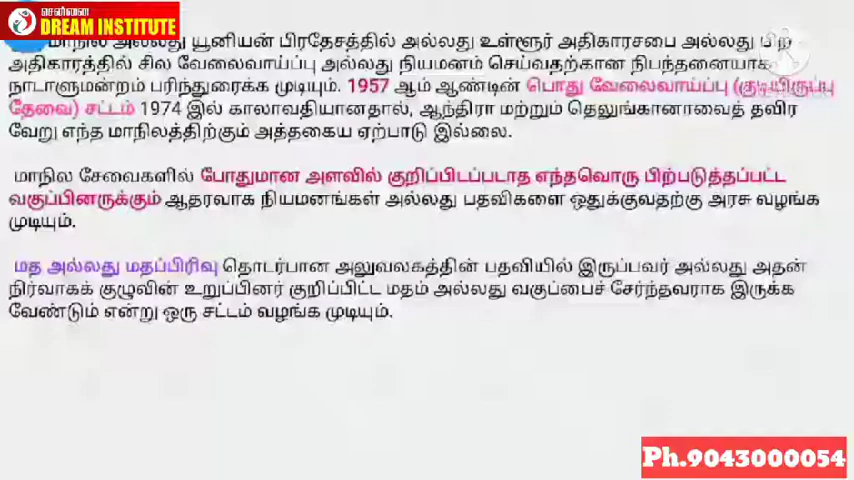 சென்னை
DREAM INSTITUTE
மாநில அல்லது யூனியன் பிரதேசத்தில் அல்லது உள்ளூர் அதிகாரசபை அல்லது பிற
அதிகாரத்தில் சில வேலைவாய்ப்பு அல்லது நியமனம் செய்வதற்கான நிபந்தனையாக
நாடாளுமன்றம் பரிந்துரைக்க முடியும். 1957 ஆம் ஆண்டின் பொது வேலைவாய்ப்பு (குடியிருப்பு
தேவை) சட்டம் 1974 இல் காலாவதியானதால், ஆந்திரா மற்றும் தெலுங்கானாவைத் தவிர
வேறு எந்த மாநிலத்திற்கும் அத்தகைய ஏற்பாடு இல்லை.
மாநில சேவைகளில் போதுமான அளவில் குறிப்பிடப்படாத எந்தவொரு பிற்படுத்தப்பட்ட
வகுப்பினருக்கும் ஆதரவாக நியமனங்கள் அல்லது பதவிகளை ஒதுக்குவதற்கு அரசு வழங்க
முடியும்.
மத அல்லது மதப்பிரிவு தொடர்பான அலுவலகத்தின் பதவியில் இருப்பவர் அல்லது அதன்
நிர்வாகக் குழுவின் உறுப்பினர் குறிப்பிட்ட மதம் அல்லது வகுப்பைச் சேர்ந்தவராக இருக்க
வேண்டும் என்று ஒரு சட்டம் வழங்க முடியும்.
Ph.9043000054